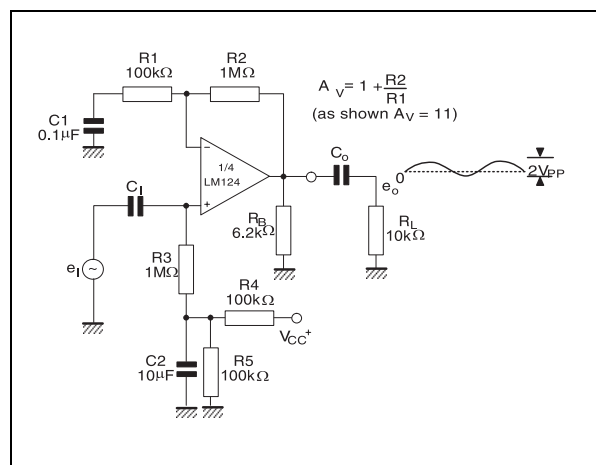 R1
100kΩ
R2
1MΩ
A V = 1 + R2
R1
(as shown AV = 11)
C1
0.1µF
1/4
LM124
CI
Co
eo
0
2VPP
RB
6.2kΩ
RL
10kΩ
eI
R3
1MΩ
R4
100kΩ
VCC+
C2
10µF
R5
100kΩ